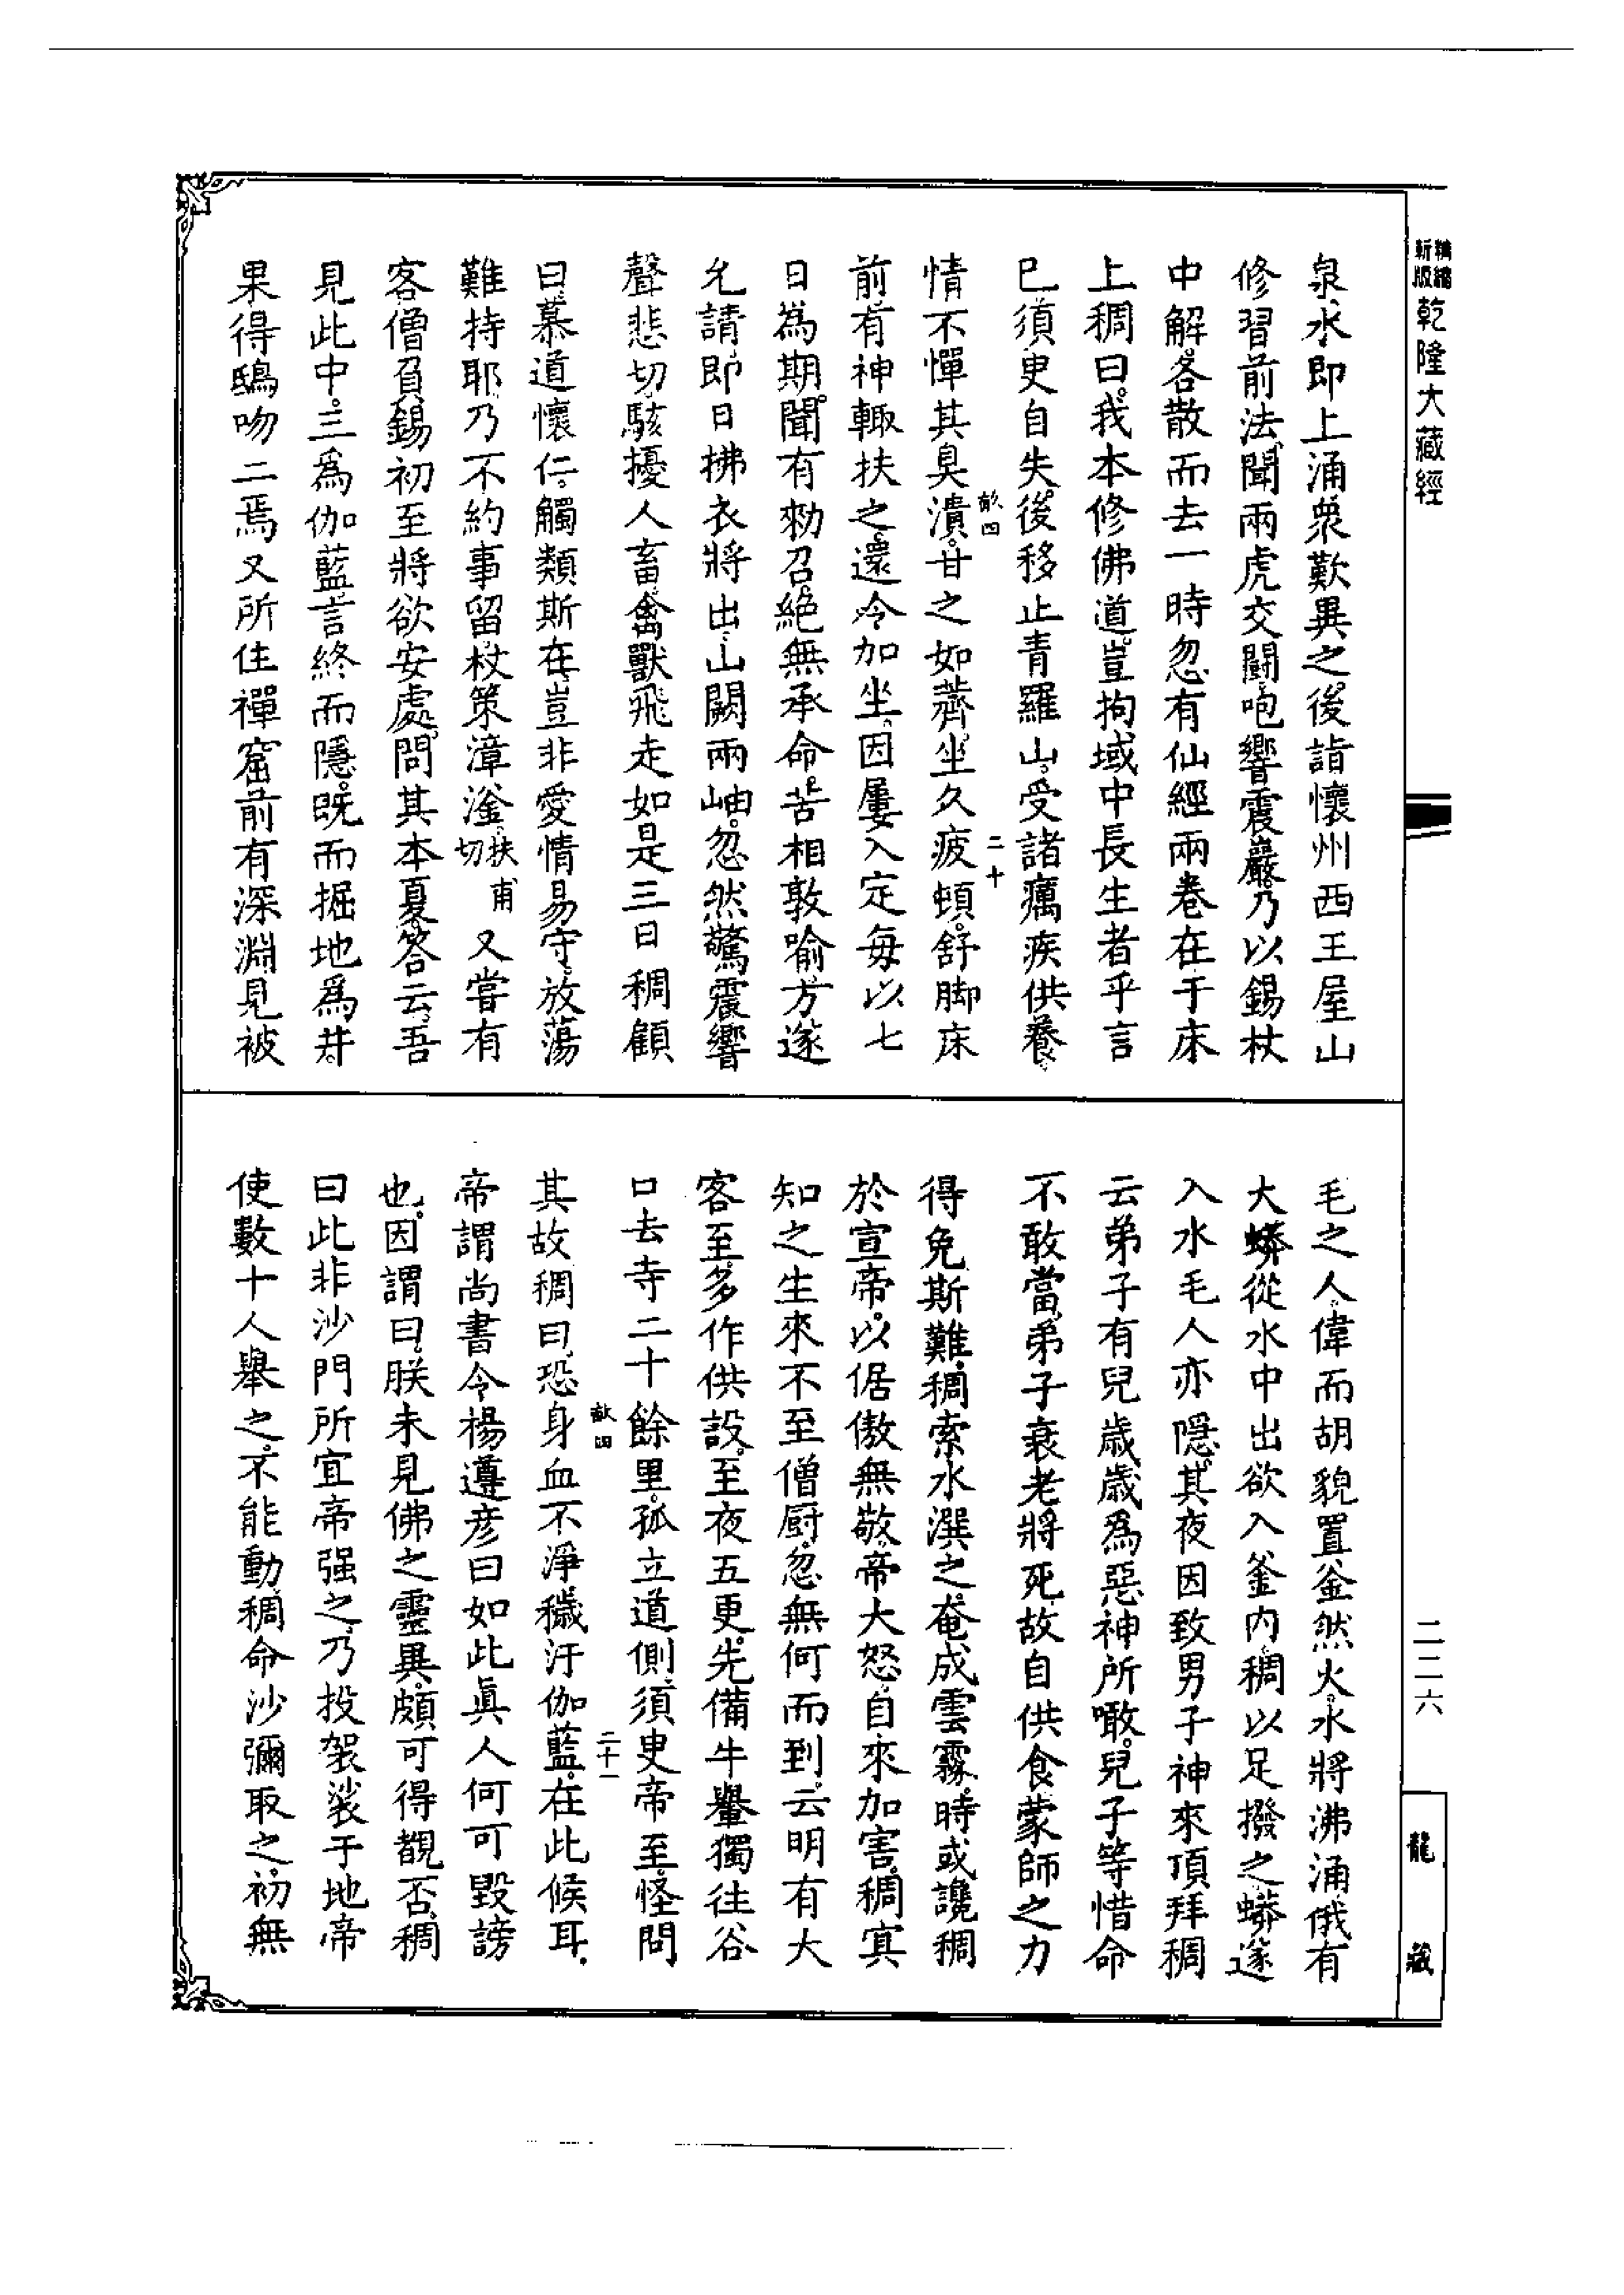 精縮
新版
乾隆大藏經
泉水即上涌衆歎異之後詣懷州西王屋山
修習前法聞兩虎交鬬咆響震巖乃以錫杖
中解各散而去一時忽有仙經兩卷在于床
上稠曰我本修佛道豈拘域中長生者乎言
已須臾自失後移止青羅山受諸癘疾供養
情不憚其臭潰甘之如薺坐久疲頓舒脚床
前有神輙扶之還令加坐因屢入定每以七
日為期聞有勑召絕無承命苦相敦喻方遂
允請即日拂衣將出山闕兩岫忽然驚震響
聲悲切駭擾人畜禽獸飛走如是三日稠顧
曰慕道懷仁觸類斯在豈非愛情易守放蕩
難持耶乃不約事留杖策漳滏扶甫切又嘗有
客僧負錫初至將欲安處問其本夏答云吾
見此中三為伽藍言終而隱既而掘地為井
果得鴟吻二焉又所住禪窟前有深淵見被
毛之人偉而胡貌置釜然火水將沸涌俄有
大蟒從水中出欲入釜內稠以足撥之蟒遂
入水毛人亦隱其夜因致男子神來頂拜稠
云弟子有兒歲歲為惡神所噉兒子等惜命
不敢當弟子衰老將死故自供食蒙師之力
得免斯難稠索水潠之奄成雲霧時或讒稠
於宣帝以倨傲無敬帝大怒自來加害稠冥
知之生來不至僧厨忽無何而到云明有大
客至多作供設至夜五更先備牛轝獨往谷
口去寺二十餘里孤立道側須臾帝至怪問
其故稠曰恐身血不淨穢汙伽藍在此候耳
帝謂尚書令楊遵彥曰如此真人何可毀謗
也因謂曰朕未見佛之靈異頗可得覩否稠
曰此非沙門所宜帝强之乃投袈裟于地帝
使數十人舉之不能動稠命沙彌取之初無
二十
二十一
二二六
龍藏